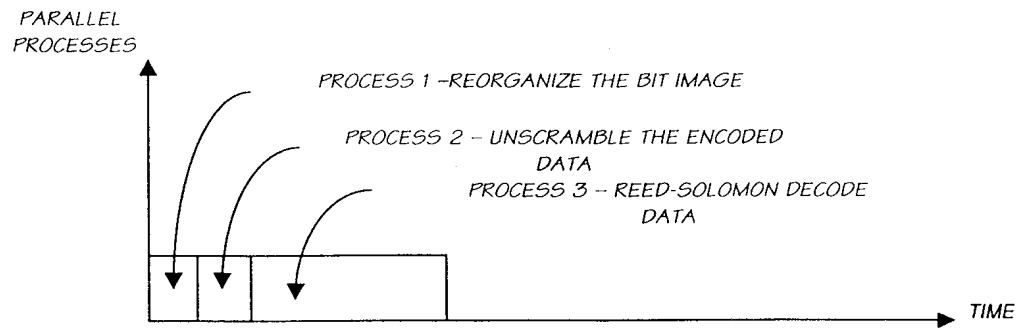 PARALLEL
PROCESSES
PROCESS 1 –REORGANIZE THE BIT IMAGE
PROCESS 2 – UNSCRAMBLE THE ENCODED
DATA
PROCESS 3 – REED-SOLOMON DECODE
DATA
TIME